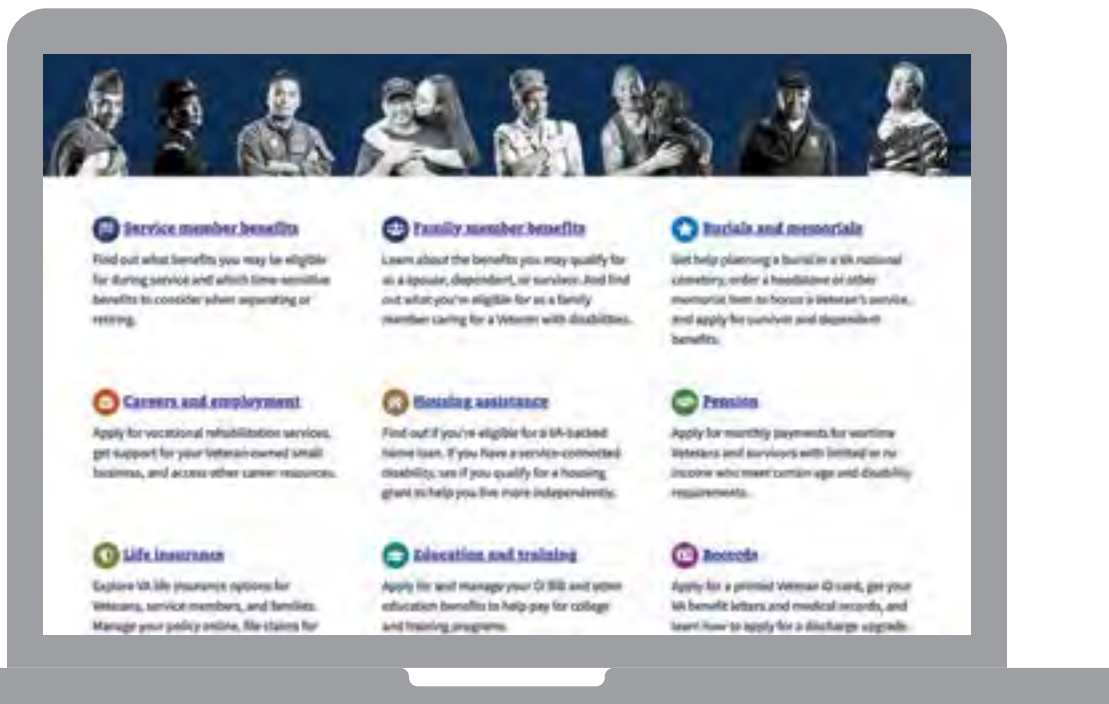 Service member benefits
Find out what benefits you may be eligible
for during service and which time-sensitive
benefits to consider when separating or
retiring.
Family member benefits
Learn about the benefits you may qualify for
as a spouse, dependent, or survivor. And find
out what you're eligible for as a family
member caring for a Veteran with disabilities.
Burials and memorials
Get help planning a burial in a VA national
cemetery, order a headstone or other
memorial item to honor a Veteran's service,
and apply for survivor and dependent
benefits.
Careers and employment
Apply for vocational rehabilitation services,
get support for your Veteran-owned small
business, and access other career resources.
Housing assistance
Find out if you're eligible for a VA-backed
home loan. If you have a service-connected
disability, see if you qualify for a housing
grant to help you live more independently.
Pension
Apply for monthly payments for wartime
Veterans and survivors with limited or no
income who meet certain age and disability
requirements.
Life insurance
Explore VA life insurance options for
Veterans, service members, and families.
Manage your policy online, file claims for
Education and training
Apply for and manage your GI Bill and other
education benefits to help pay for college
and training programs.
Records
Apply for a printed Veteran ID card, get your
VA benefit letters and medical records, and
learn how to apply for a discharge upgrade.